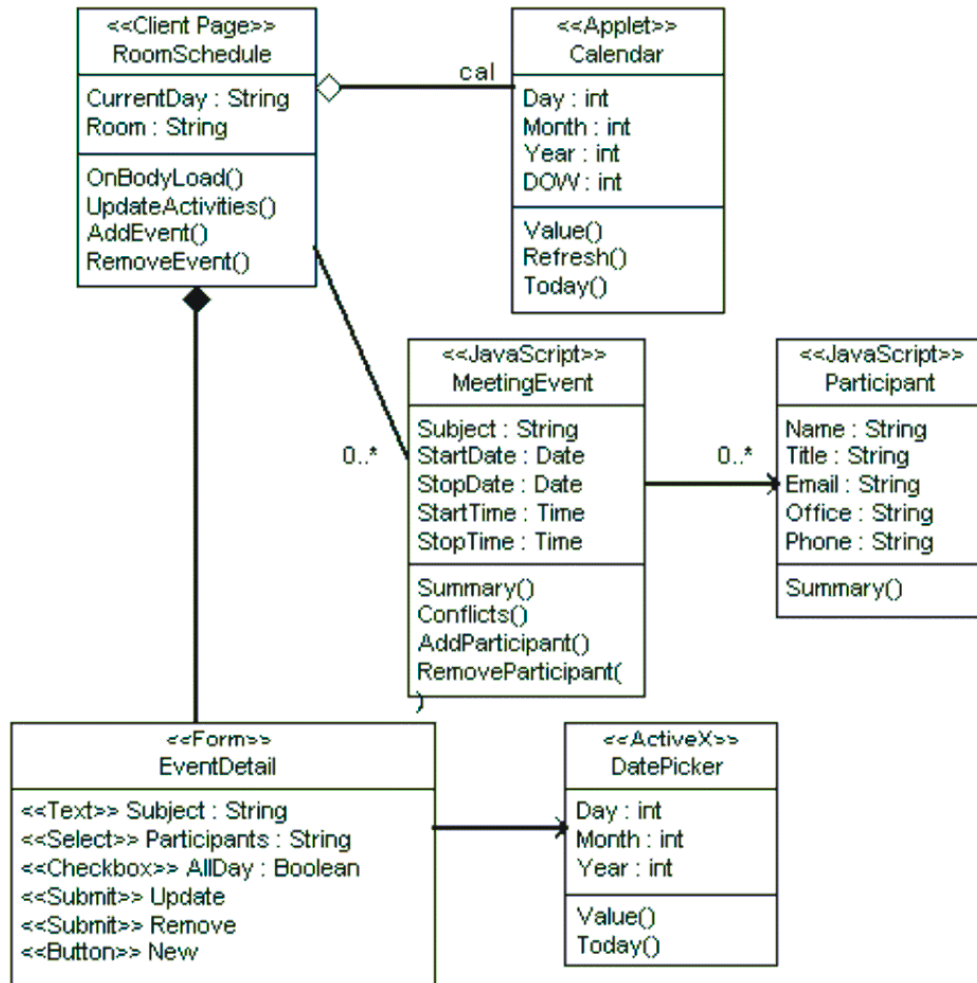 <<Client Page>>
RoomSchedule
CurrentDay : String
Room : String
OnBodyLoad()
UpdateActivities()
AddEvent()
RemoveEvent()
cal
<<Applet>>
Calendar
Day : int
Month : int
Year : int
DOW : int
Value()
Refresh()
Today()
0..*
<<JavaScript>>
MeetingEvent
Subject : String
StartDate : Date
StopDate : Date
StartTime : Time
StopTime : Time
Summary()
Conflicts()
AddParticipant()
RemoveParticipant(
)
0..*
<<JavaScript>>
Participant
Name : String
Title : String
Email : String
Office : String
Phone : String
Summary()
<<Form>>
EventDetail
<<Text>> Subject : String
<<Select>> Participants : String
<<Checkbox>> AllDay : Boolean
<<Submit>> Update
<<Submit>> Remove
<<Button>> New
<<ActiveX>>
DatePicker
Day : int
Month : int
Year : int
Value()
Today()